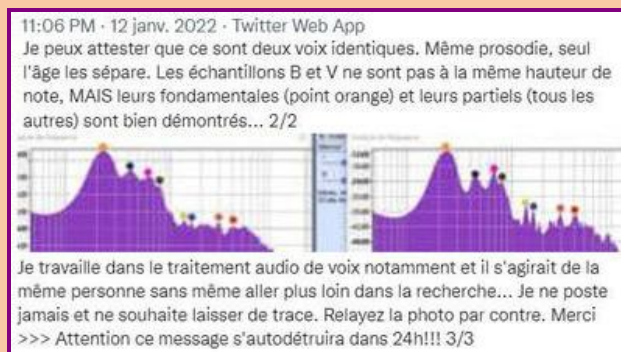 11:06 PM · 12 janv. 2022 · Twitter Web App
Je peux attester que ce sont deux voix identiques. Même prosodie, seul
l'âge les sépare. Les échantillons B et V ne sont pas à la même hauteur de
note, MAIS leurs fondamentales (point orange) et leurs partiels (tous les
autres) sont bien démontrés... 2/2
Je travaille dans le traitement audio de voix notamment et il s'agirait de la
même personne sans même aller plus loin dans la recherche... Je ne poste
jamais et ne souhaite laisser de trace. Relayez la photo par contre. Merci
>>> Attention ce message s'autodétruira dans 24h!!! 3/3